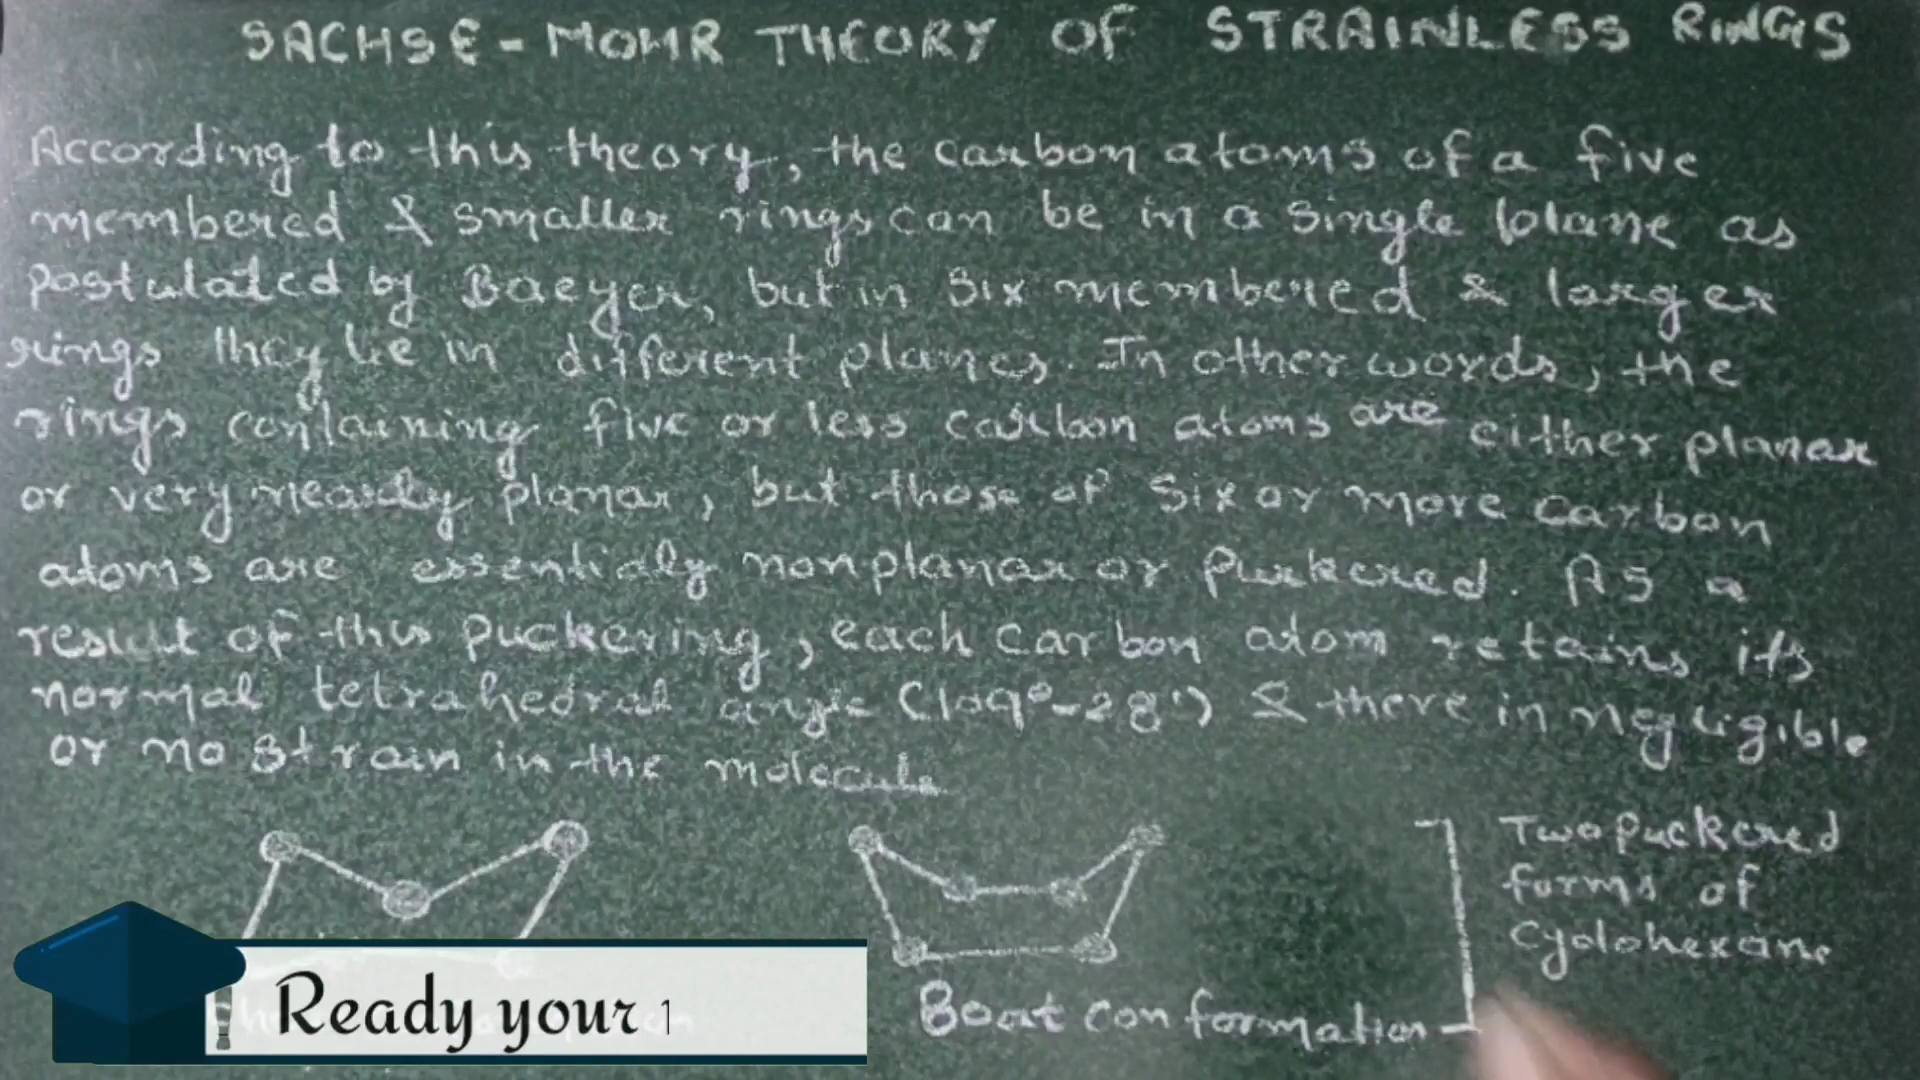 SACHSE-MOHR THEORY OF STRAINLESS RINGS
According to this theory, the carbon atoms of a five
membered & smaller rings can be in a single plane as
postulated by Baeyer, but in six membered & larger
rings they lie in different planes. In other words, the
rings containing five or less carbon atoms are either planar
or very nearly planar, but those of six or more carbon
atoms are essentialy nonplanar or Puckered. As a
result of this puckering, each carbon atom retains its
normal tetrahedral angle (109°-28') & there in negligible
or no strain in the molecule
Two puckered
forms of
Cyclohexane
Boat conformation
Ready your